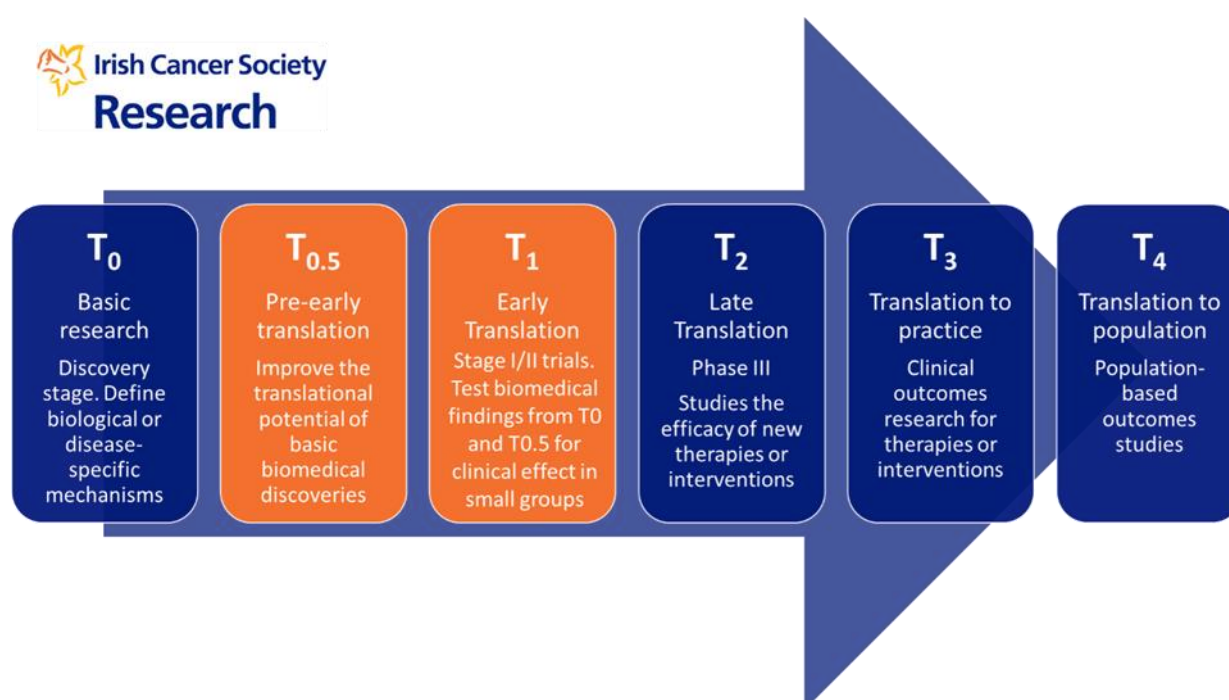 Irish Cancer Society
Research
T0
Basic
research
Discovery
stage. Define
biological or
disease-
specific
mechanisms
T0.5
Pre-early
translation
Improve the
translational
potential of
basic
biomedical
discoveries
T1
Early
Translation
Stage I/II trials.
Test biomedical
findings from T0
and T0.5 for
clinical effect in
small groups
T2
Late
Translation
Phase III
Studies the
efficacy of new
therapies or
interventions
T3
Translation to
practice
Clinical
outcomes
research for
therapies or
interventions
T4
Translation to
population
Population-
based
outcomes
studies